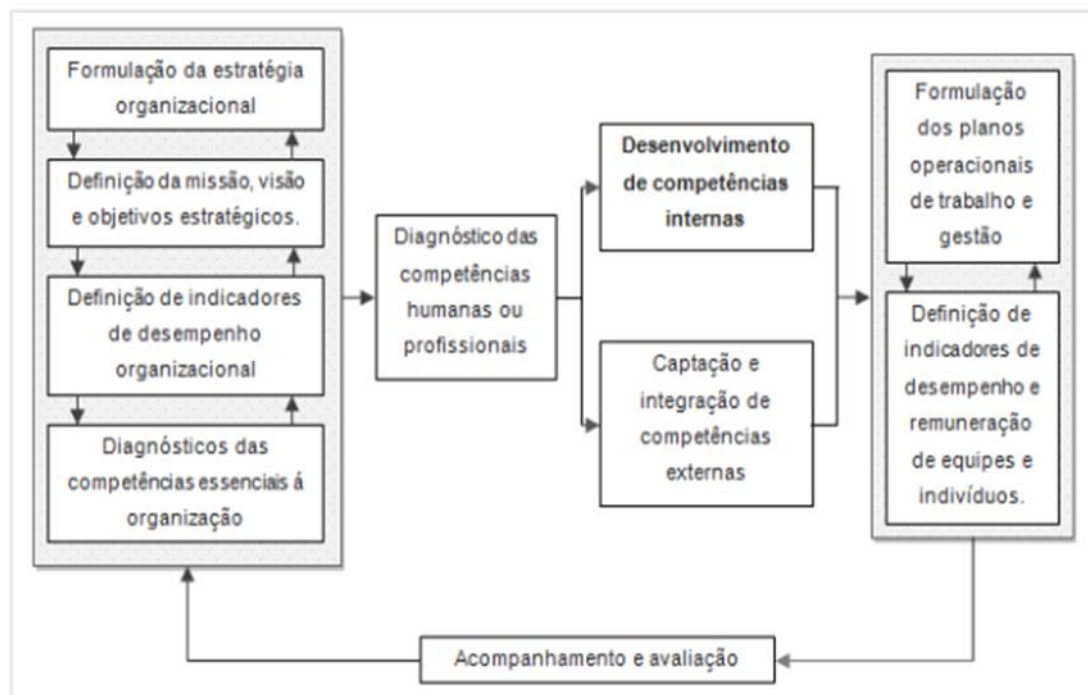 Formulação da estratégia
organizacional
Definição da missão, visão
e objetivos estratégicos.
Definição de indicadores
de desempenho
organizacional
Diagnósticos das
competências essenciais á
organização
Diagnóstico das
competências
humanas ou
profissionais
Desenvolvimento
de competências
internas
Captação e
integração de
competências
externas
Formulação
dos planos
operacionais
de trabalho e
gestão
Definição de
indicadores de
desempenho e
remuneração
de equipes e
indivíduos.
Acompanhamento e avaliação